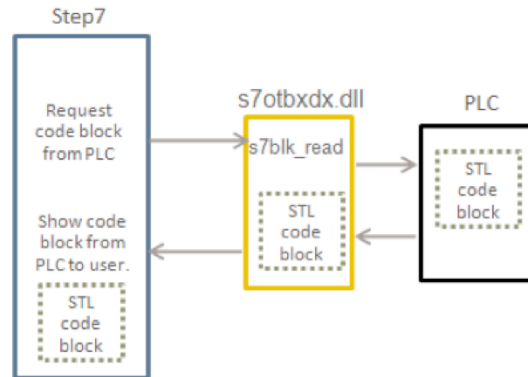 Step7
Request
code block
from PLC
Show code
block from
PLC to user.
STL
code
block
s7otbxdx.dll
s7blk_read
STL
code
block
PLC
STL
code
block